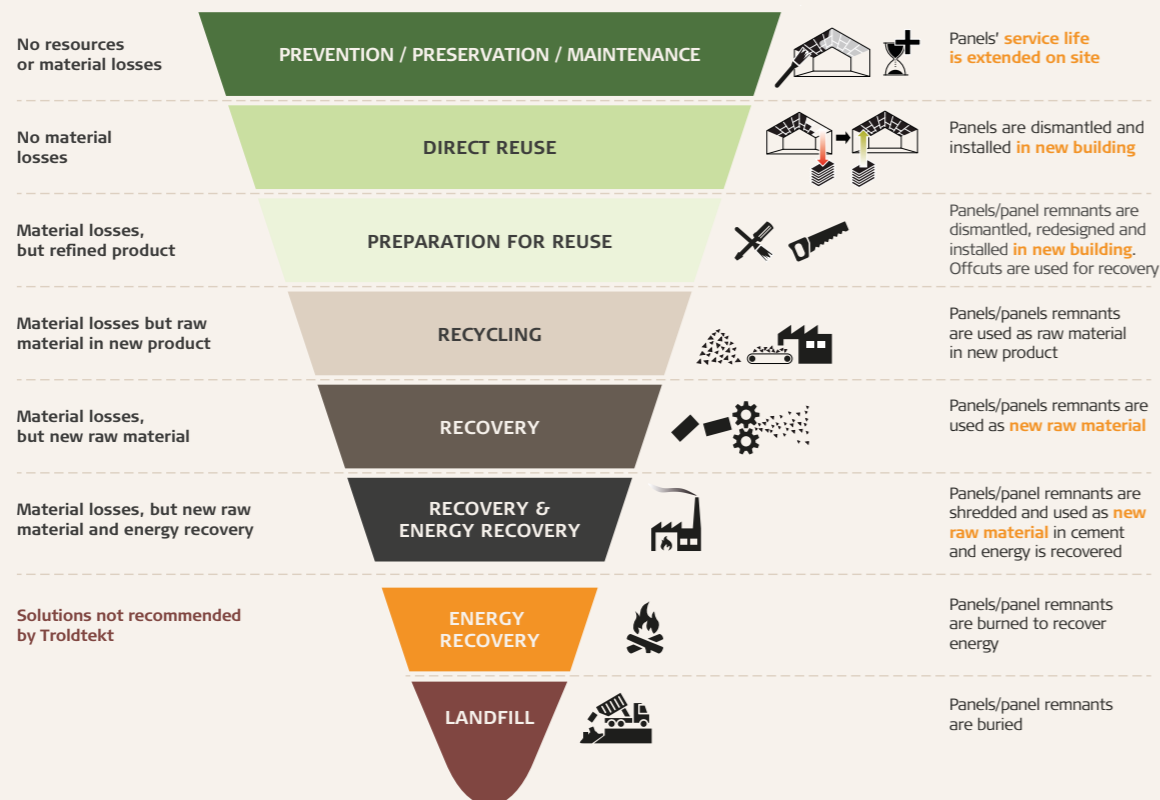 No resources
or material losses
PREVENTION / PRESERVATION / MAINTENANCE
Panels' service life
is extended on site
No material
losses
DIRECT REUSE
Panels are dismantled and
installed in new building
Material losses,
but refined product
PREPARATION FOR REUSE
Panels/panel remnants are
dismantled, redesigned and
installed in new building.
Offcuts are used for recovery
Material losses but raw
material in new product
RECYCLING
Panels/panels remnants
are used as raw material
in new product
Material losses,
but new raw material
RECOVERY
Panels/panels remnants are
used as new raw material
Material losses, but new raw
material and energy recovery
RECOVERY &
ENERGY RECOVERY
Panels/panel remnants are
shredded and used as new
raw material in cement
and energy is recovered
Solutions not recommended
by Troldtekt
ENERGY
RECOVERY
Panels/panel remnants
are burned to recover
energy
LANDFILL
Panels/panel remnants
are buried